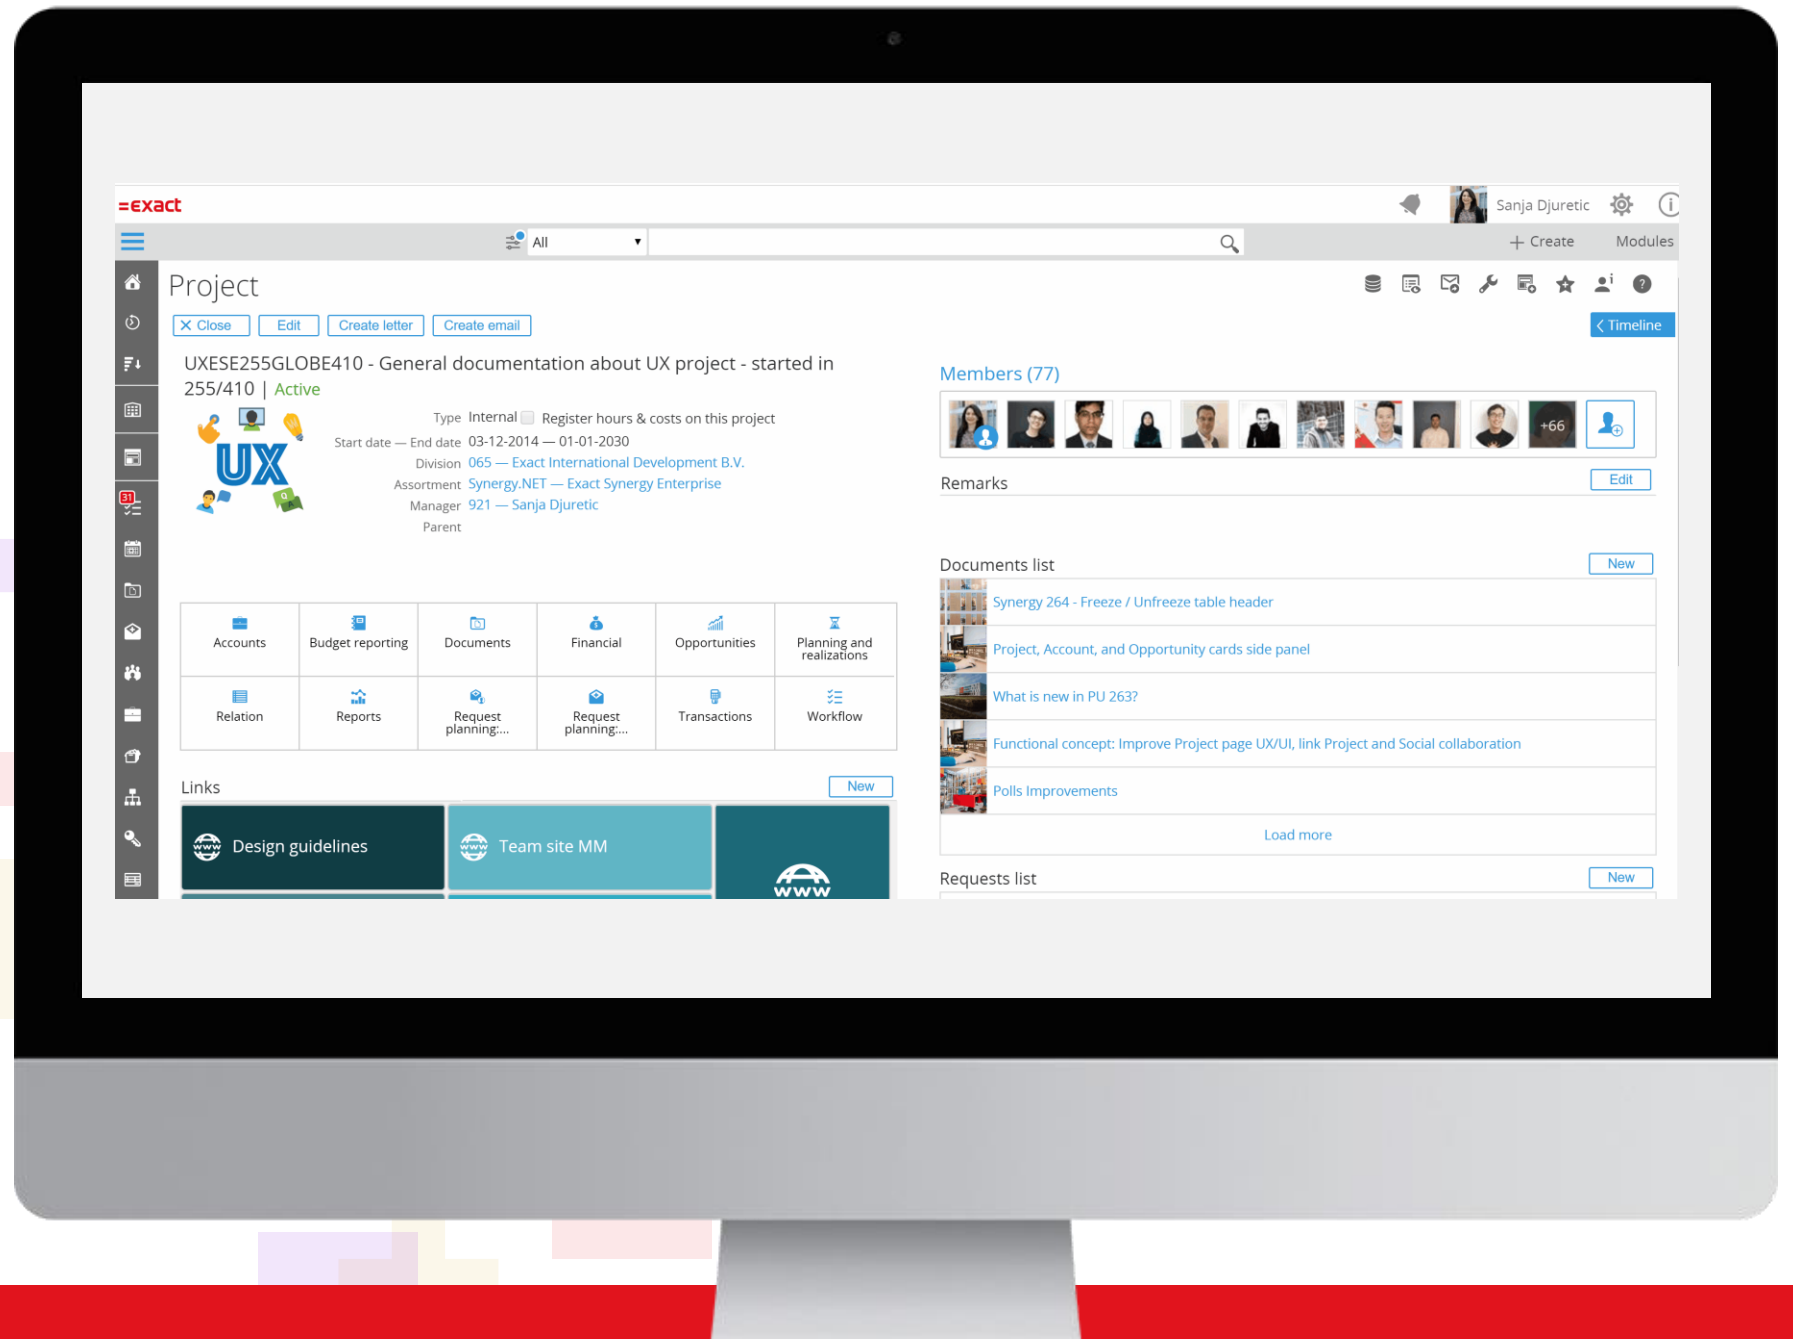 =exact
Sanja Djuretic
All
+ Create
Modules
Project
× Close
Edit
Create letter
Create email
< Timeline
UXESE255GLOBE410 - General documentation about UX project - started in
255/410 | Active
UX
Type Internal Register hours & costs on this project
Start date — End date 03-12-2014 — 01-01-2030
Division 065 — Exact International Development B.V.
Assortment Synergy.NET — Exact Synergy Enterprise
Manager 921 — Sanja Djuretic
Parent
31
Accounts
Budget reporting
Documents
Financial
Opportunities
Planning and
realizations
Relation
Reports
Request
planning:...
Request
planning:...
Transactions
Workflow
Links
New
Design guidelines
Team site MM
www
Members (77)
+66
Remarks
Edit
Documents list
New
Synergy 264 - Freeze / Unfreeze table header
Project, Account, and Opportunity cards side panel
What is new in PU 263?
Functional concept: Improve Project page UX/UI, link Project and Social collaboration
Polls Improvements
Load more
Requests list
New